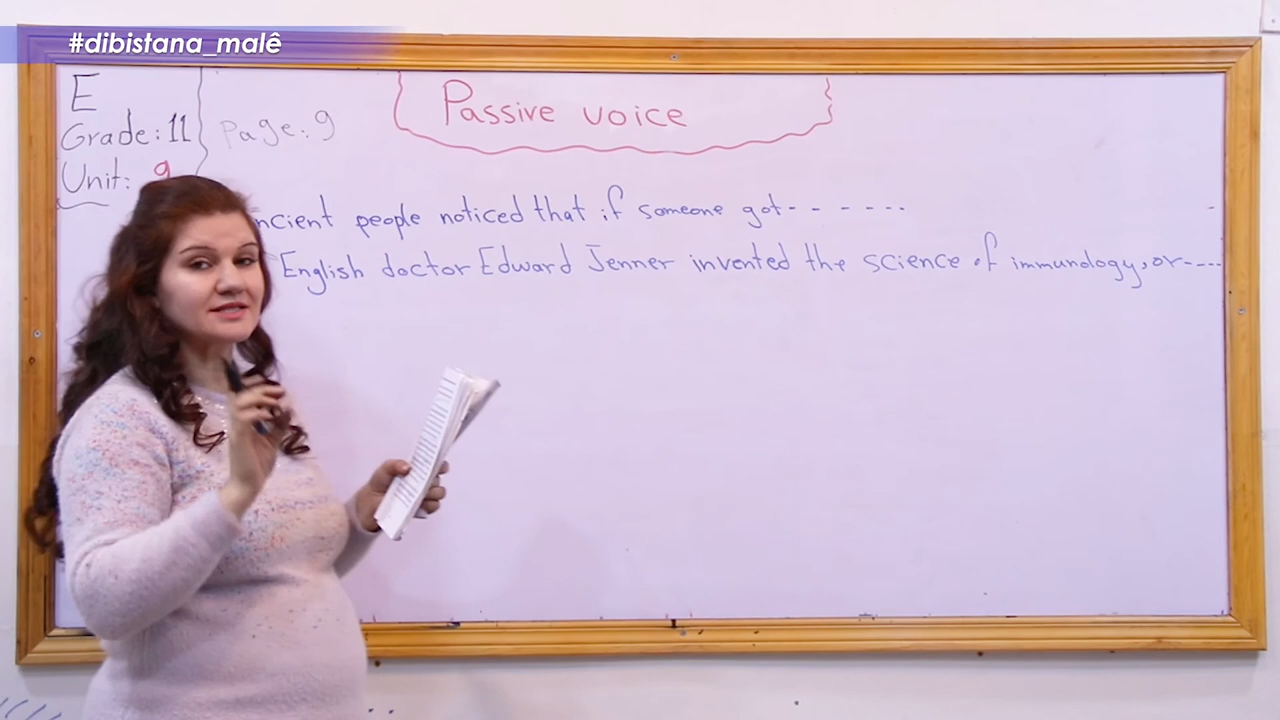 #dibistana_malê
E
Grade: 11
Page: 9
Unit: 9
Passive voice
ncient people noticed that if someone got- - - - - - -
English doctor Edward Jenner invented the science of immunology, or----